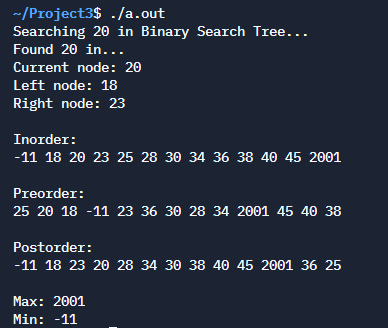 ~/Project3$ ./a.out
Searching 20 in Binary Search Tree...
Found 20 in...
Current node: 20
Left node: 18
Right node: 23
Inorder:
-11 18 20 23 25 28 30 34 36 38 40 45 2001
Preorder:
25 20 18 -11 23 36 30 28 34 2001 45 40 38
Postorder:
-11 18 23 20 28 34 30 38 40 45 2001 36 25
Max: 2001
Min: -11